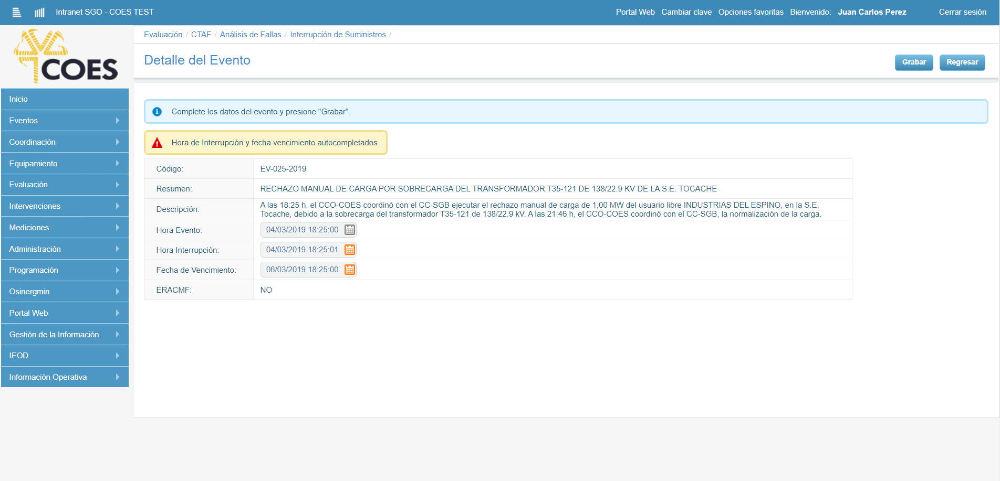 Intranet SGO - COES TEST
Portal Web Cambiar clave Opciones favoritas Bienvenido: Juan Carlos Perez Cerrar sesión
COES
Evaluación / CTAF / Análisis de Fallas / Interrupción de Suministros /
Detalle del Evento
Grabar
Regresar
Inicio
Eventos
Coordinación
Equipamiento
Evaluación
Intervenciones
Mediciones
Administración
Programación
Osinergmin
Portal Web
Gestión de la Información
IEOD
Información Operativa
Complete los datos del evento y presione "Grabar".
Hora de Interrupción y fecha vencimiento autocompletados.
Código: EV-025-2019
Resumen: RECHAZO MANUAL DE CARGA POR SOBRECARGA DEL TRANSFORMADOR T35-121 DE 138/22.9 KV DE LA S.E. TOCACHE
Descripción: A las 18:25 h, el CCO-COES coordinó con el CC-SGB ejecutar el rechazo manual de carga de 1,00 MW del usuario libre INDUSTRIAS DEL ESPINO, en la S.E.
Tocache, debido a la sobrecarga del transformador T35-121 de 138/22.9 kV. A las 21:46 h, el CCO-COES coordinó con el CC-SGB, la normalización de la carga.
Hora Evento: 04/03/2019 18:25:00
Hora Interrupción: 04/03/2019 18:25:01
Fecha de Vencimiento: 06/03/2019 18:25:00
ERACMF: NO